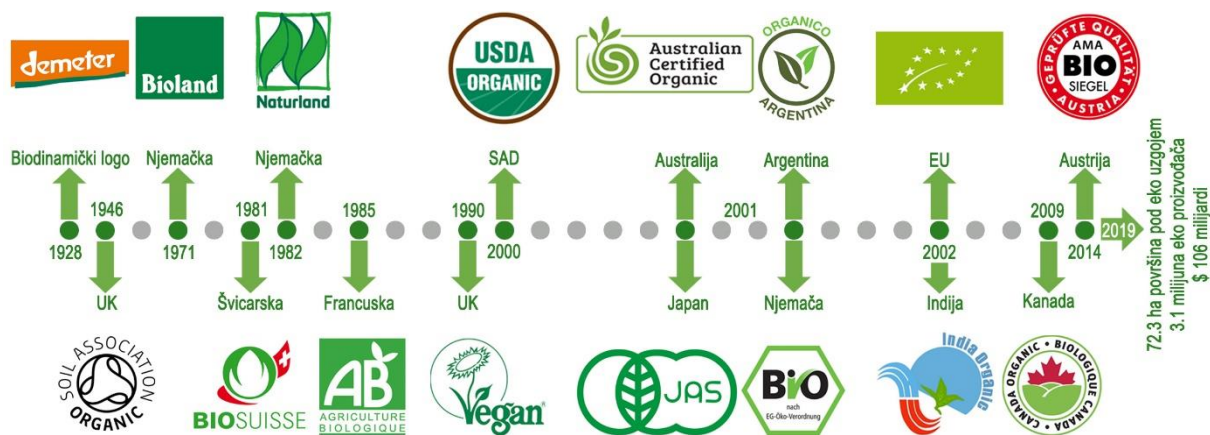 demeter
Bioland
Naturland
USDA
ORGANIC
Australian
Certified
Organic
ORGANICO
ARGENTINA
GEPRÜFTE QUALITÄT
AMA
BIO
SIEGEL
AUSTRIA
Biodinamički logo
Njemačka
Njemačka
SAD
Australija
Argentina
EU
Austrija
1946
1981
1985
1990
2001
2009
2019
1928
1971
1982
2000
2002
2014
UK
Švicarska
Francuska
UK
Japan
Njemača
Indija
Kanada
72.3 ha površina pod eko uzgojem
3.1 milijuna eko proizvođača
$ 106 milijardi
SOIL ASSOCIATION
ORGANIC
BIOSUISSE
AB
AGRICULTURE
BIOLOGIQUE
Vegan
JAS
BiO
nach
EG-Öko-Verordnung
India Organic
CANADA ORGANIC • BIOLOGIQUE CANADA